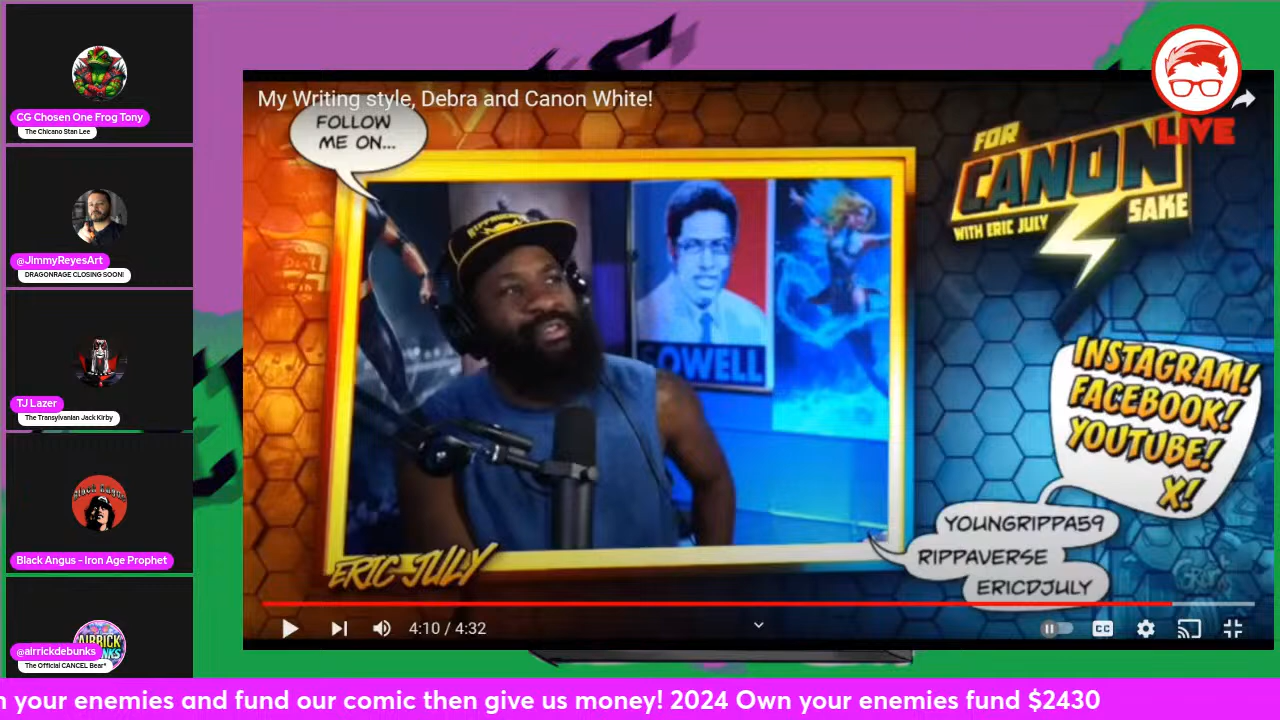 CG Chosen One Frog Tony
The Chicano Stan Lee
@JimmyReyesArt
DRAGONRAGE CLOSING SOON!
TJ Lazer
The Transylvanian Jack Kirby
Black Angus
Black Angus - Iron Age Prophet
@airrickdebunks
The Official CANCEL Bear*
My Writing style, Debra and Canon White!
FOLLOW
ME ON...
SOWELL
ERIC JULY
FOR
CANON
SAKE
WITH ERIC JULY
LIVE
INSTAGRAM!
FACEBOOK!
YOUTUBE!
X!
YOUNGRIPPA59
RIPPAVERSE
ERICDJULY
4:10 / 4:32
CC
your enemies and fund our comic then give us money! 2024 Own your enemies fund $2430